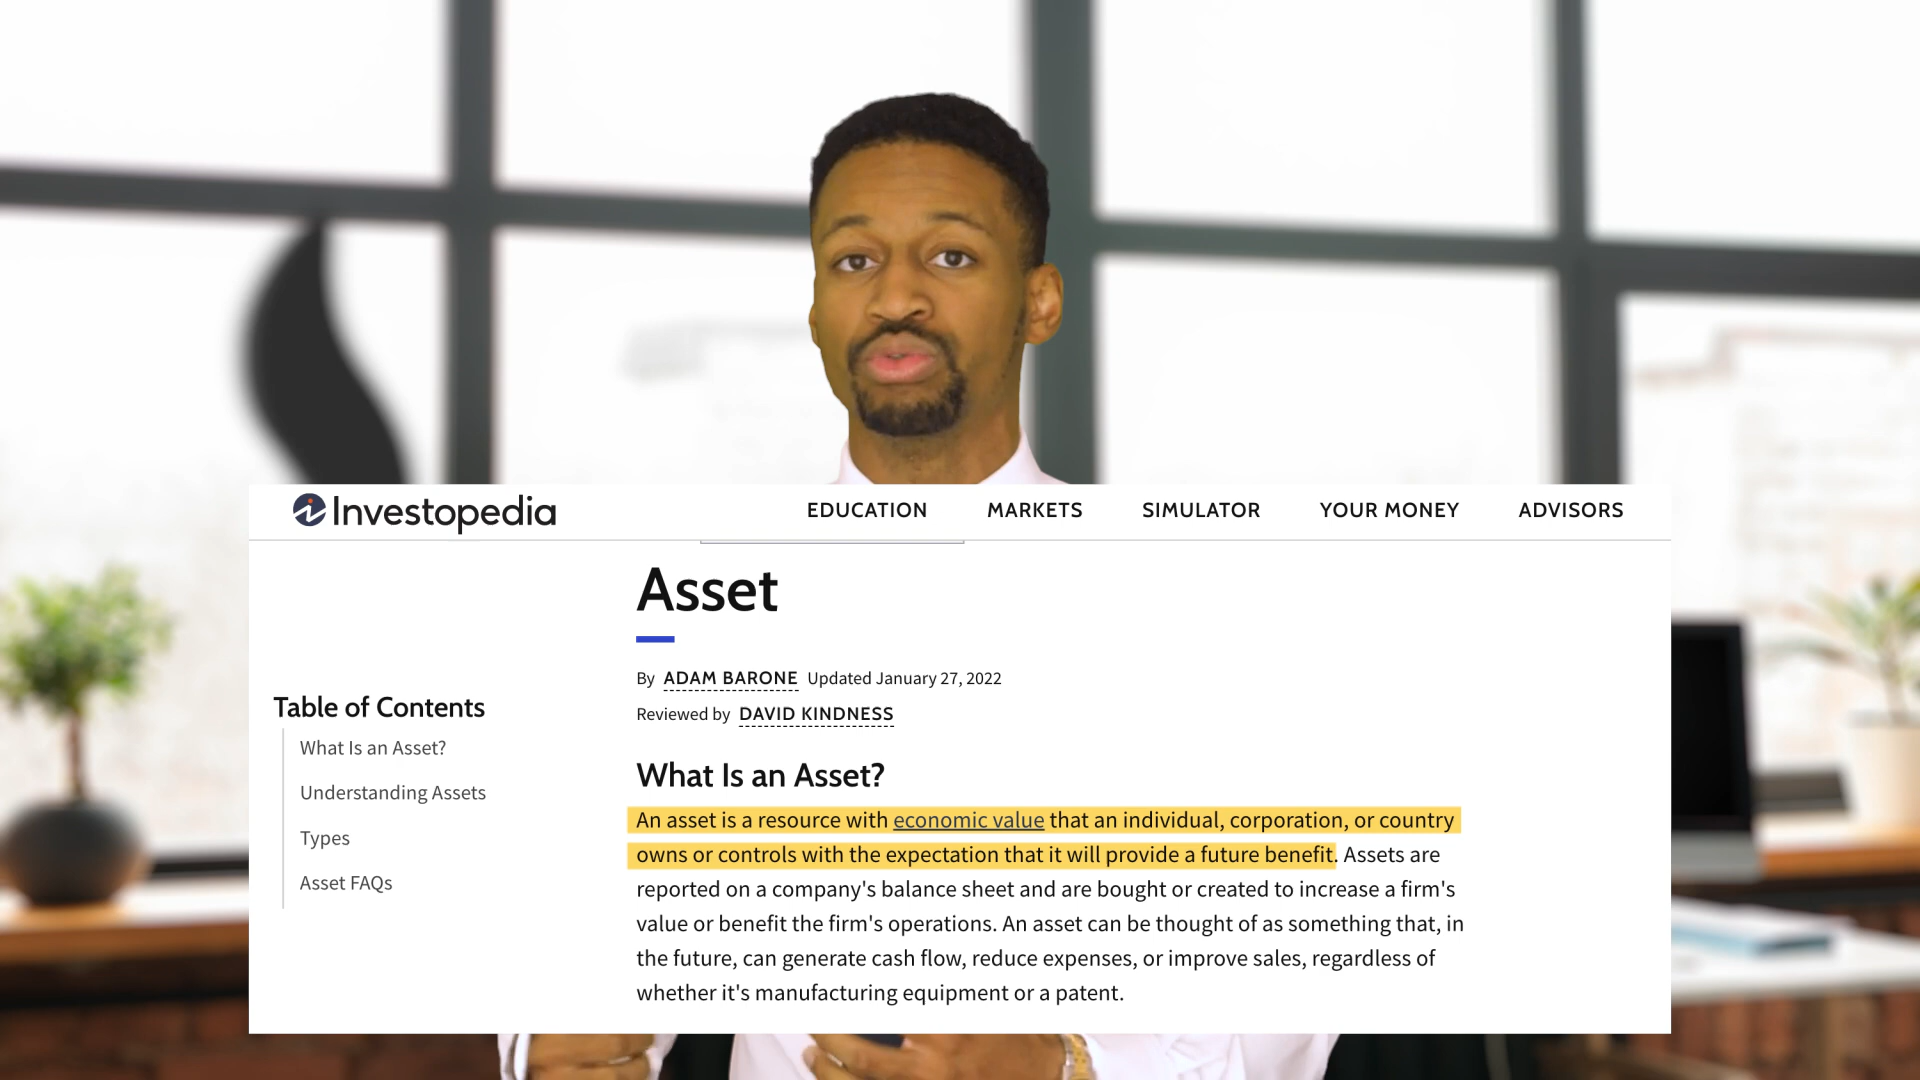 Investopedia
EDUCATION MARKETS SIMULATOR YOUR MONEY ADVISORS
Asset
By ADAM BARONE Updated January 27, 2022
Reviewed by DAVID KINDNESS
Table of Contents
What Is an Asset?
Understanding Assets
Types
Asset FAQs
What Is an Asset?
An asset is a resource with economic value that an individual, corporation, or country
owns or controls with the expectation that it will provide a future benefit. Assets are
reported on a company's balance sheet and are bought or created to increase a firm's
value or benefit the firm's operations. An asset can be thought of as something that, in
the future, can generate cash flow, reduce expenses, or improve sales, regardless of
whether it's manufacturing equipment or a patent.